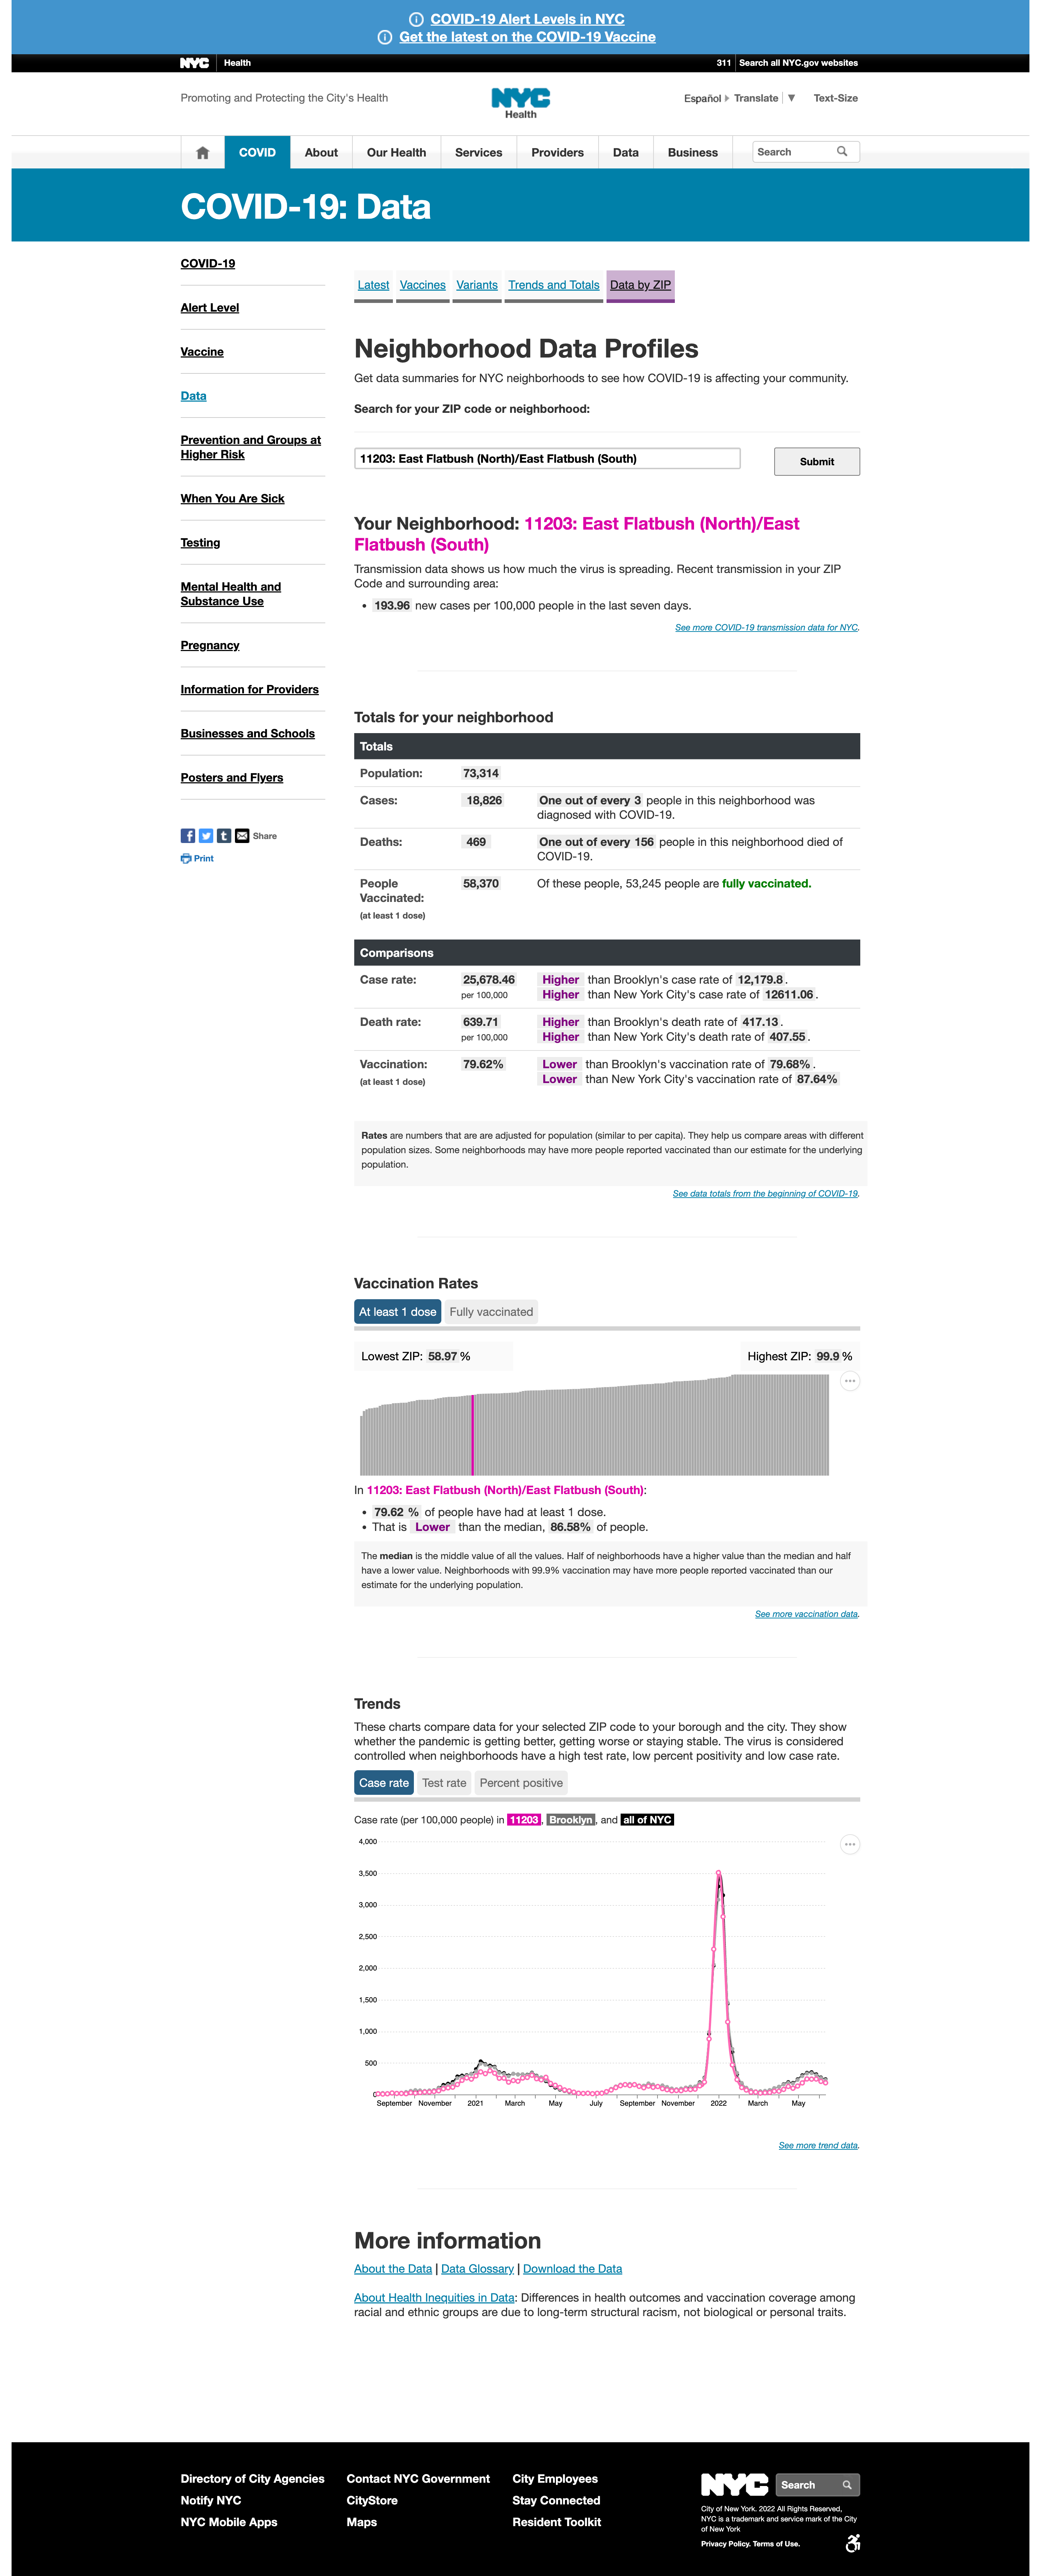 COVID-19 Alert Levels in NYC
Get the latest on the COVID-19 Vaccine
NYC Health
311 Search all NYC.gov websites
Promoting and Protecting the City's Health
NYC
Health
Español Translate ▼ Text-Size
COVID About Our Health Services Providers Data Business Search
COVID-19: Data
COVID-19
Alert Level
Vaccine
Data
Prevention and Groups at
Higher Risk
When You Are Sick
Testing
Mental Health and
Substance Use
Pregnancy
Information for Providers
Businesses and Schools
Posters and Flyers
Share
Print
Latest Vaccines Variants Trends and Totals Data by ZIP
Neighborhood Data Profiles
Get data summaries for NYC neighborhoods to see how COVID-19 is affecting your community.
Search for your ZIP code or neighborhood:
11203: East Flatbush (North)/East Flatbush (South)
Submit
Your Neighborhood: 11203: East Flatbush (North)/East
Flatbush (South)
Transmission data shows us how much the virus is spreading. Recent transmission in your ZIP
Code and surrounding area:
• 193.96 new cases per 100,000 people in the last seven days.
See more COVID-19 transmission data for NYC.
Totals for your neighborhood
Totals
Population: 73,314
Cases: 18,826 One out of every 3 people in this neighborhood was
diagnosed with COVID-19.
Deaths: 469 One out of every 156 people in this neighborhood died of
COVID-19.
People 58,370 Of these people, 53,245 people are fully vaccinated.
Vaccinated:
(at least 1 dose)
Comparisons
Case rate: 25,678.46 Higher than Brooklyn's case rate of 12,179.8 .
per 100,000 Higher than New York City's case rate of 12611.06 .
Death rate: 639.71 Higher than Brooklyn's death rate of 417.13 .
per 100,000 Higher than New York City's death rate of 407.55 .
Vaccination: 79.62% Lower than Brooklyn's vaccination rate of 79.68% .
(at least 1 dose) Lower than New York City's vaccination rate of 87.64%
Rates are numbers that are are adjusted for population (similar to per capita). They help us compare areas with different
population sizes. Some neighborhoods may have more people reported vaccinated than our estimate for the underlying
population.
See data totals from the beginning of COVID-19.
Vaccination Rates
At least 1 dose Fully vaccinated
Lowest ZIP: 58.97 % Highest ZIP: 99.9 %
In 11203: East Flatbush (North)/East Flatbush (South):
• 79.62 % of people have had at least 1 dose.
• That is Lower than the median, 86.58% of people.
The median is the middle value of all the values. Half of neighborhoods have a higher value than the median and half
have a lower value. Neighborhoods with 99.9% vaccination may have more people reported vaccinated than our
estimate for the underlying population.
See more vaccination data.
Trends
These charts compare data for your selected ZIP code to your borough and the city. They show
whether the pandemic is getting better, getting worse or staying stable. The virus is considered
controlled when neighborhoods have a high test rate, low percent positivity and low case rate.
Case rate Test rate Percent positive
Case rate (per 100,000 people) in 11203, Brooklyn, and all of NYC
4,000
3,500
3,000
2,500
2,000
1,500
1,000
500
0
September November 2021 March May July September November 2022 March May
See more trend data.
More information
About the Data | Data Glossary | Download the Data
About Health Inequities in Data: Differences in health outcomes and vaccination coverage among
racial and ethnic groups are due to long-term structural racism, not biological or personal traits.
Directory of City Agencies Contact NYC Government City Employees
Notify NYC CityStore Stay Connected
NYC Mobile Apps Maps Resident Toolkit
NYC Search
City of New York. 2022 All Rights Reserved,
NYC is a trademark and service mark of the City
of New York
Privacy Policy. Terms of Use.